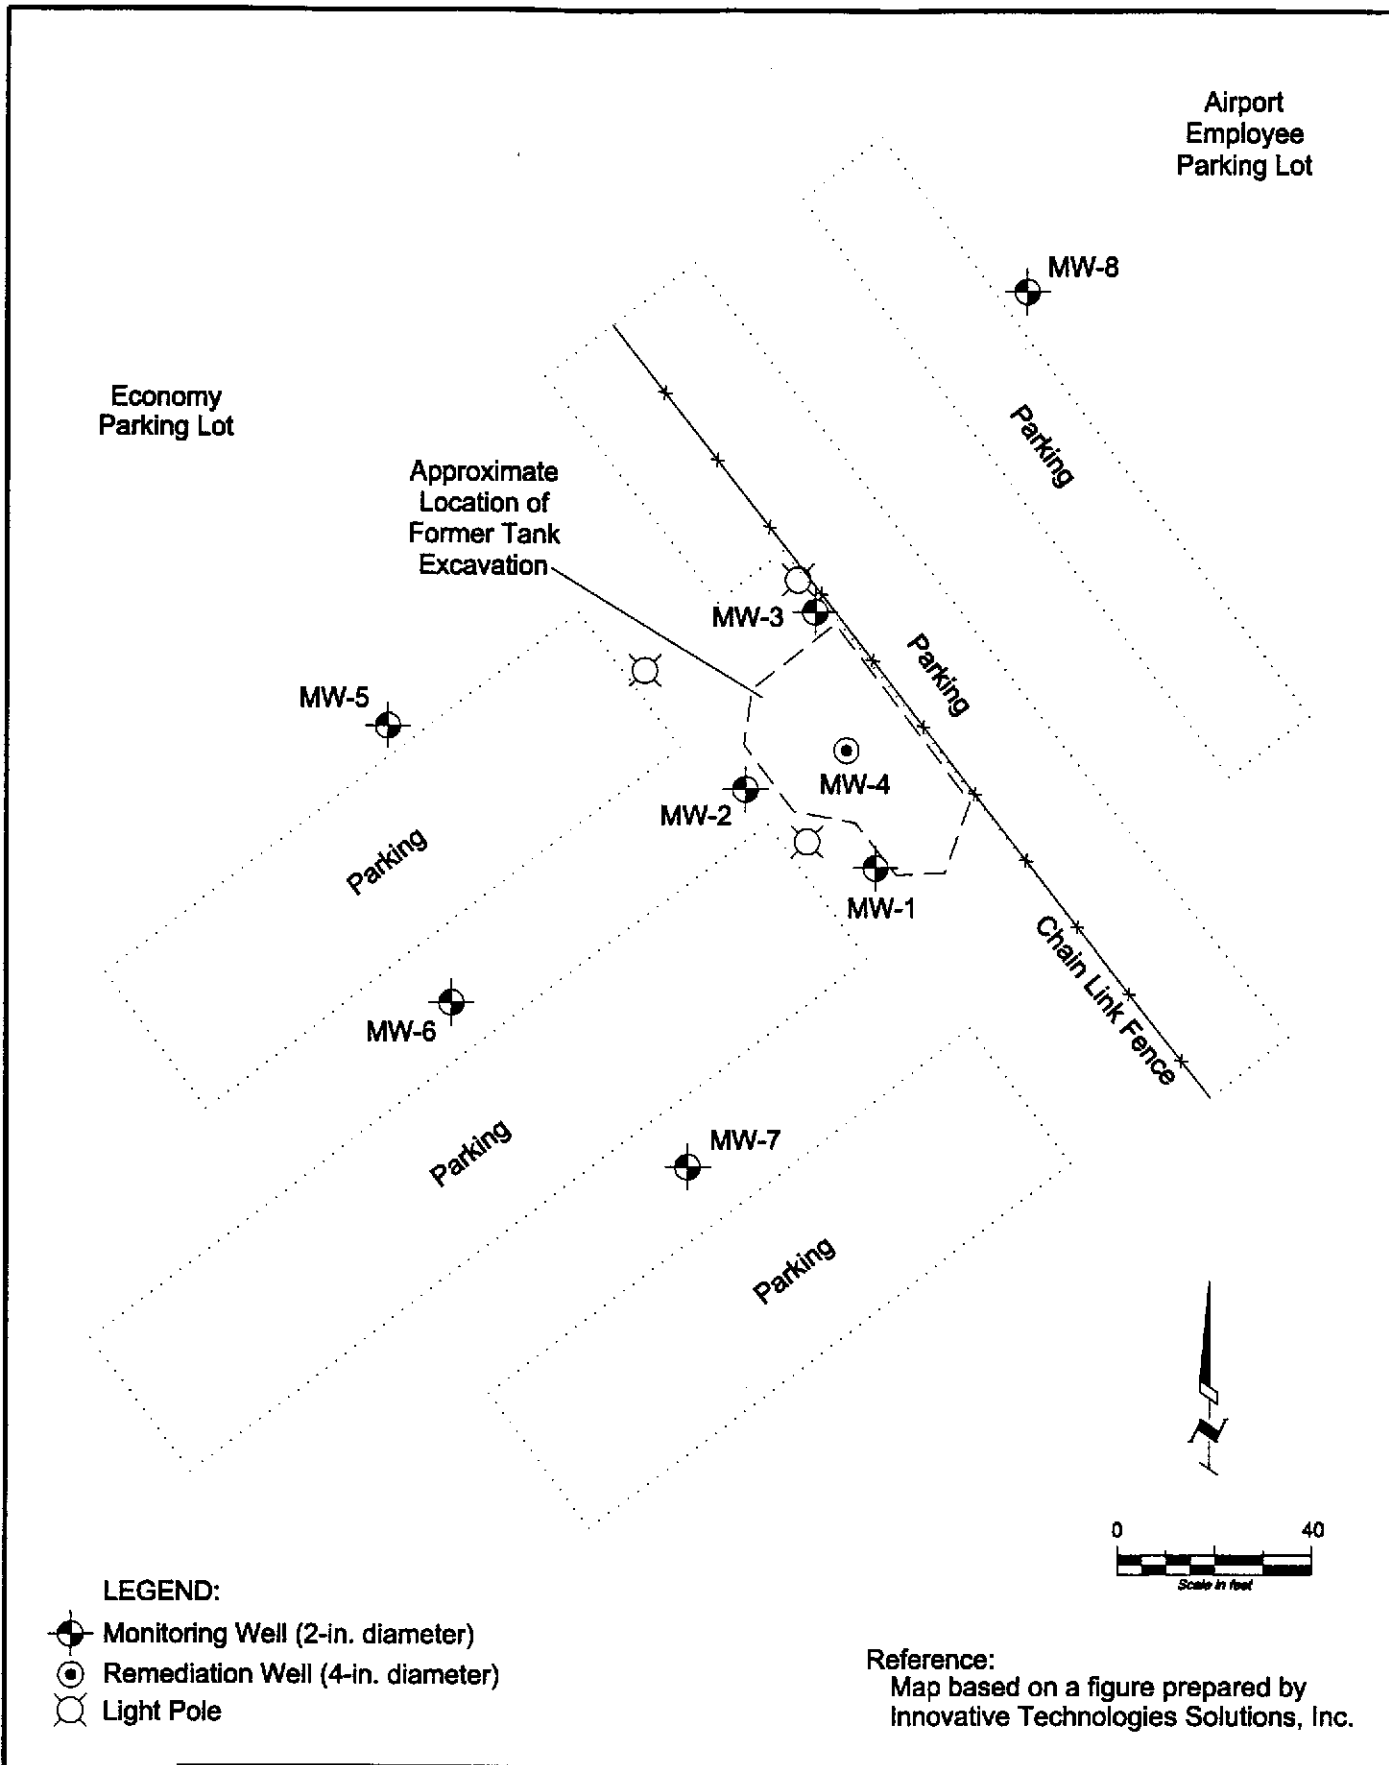 Airport
Employee
Parking Lot
MW-8
Economy
Parking Lot
Parking
Approximate
Location of
Former Tank
Excavation
MW-3
Parking
MW-5
MW-4
MW-2
Parking
MW-1
Chain Link Fence
MW-6
MW-7
Parking
Parking
N
0 40
Scale in feet
LEGEND:
Monitoring Well (2-in. diameter)
Remediation Well (4-in. diameter)
Light Pole
Reference:
Map based on a figure prepared by
Innovative Technologies Solutions, Inc.